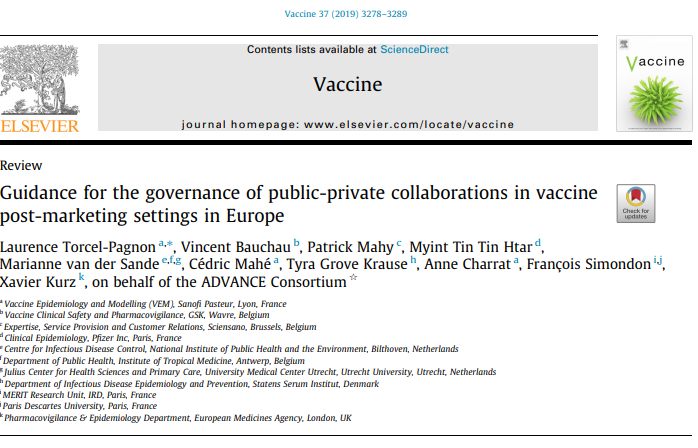 Vaccine 37 (2019) 3278–3289
Contents lists available at ScienceDirect
Vaccine
journal homepage: www.elsevier.com/locate/vaccine
ELSEVIER
Vaccine
Review
Guidance for the governance of public-private collaborations in vaccine
post-marketing settings in Europe
Check for
updates
Laurence Torcel-Pagnon a,*, Vincent Bauchau b, Patrick Mahy c, Myint Tin Tin Htar d,
Marianne van der Sande e,f,g, Cédric Mahé a, Tyra Grove Krause h, Anne Charrat a, François Simondon i,j,
Xavier Kurz k, on behalf of the ADVANCE Consortium ☆
a Vaccine Epidemiology and Modelling (VEM), Sanofi Pasteur, Lyon, France
b Vaccine Clinical Safety and Pharmacovigilance, GSK, Wavre, Belgium
c Expertise, Service Provision and Customer Relations, Sciensano, Brussels, Belgium
d Clinical Epidemiology, Pfizer Inc, Paris, France
e Centre for Infectious Disease Control, National Institute of Public Health and the Environment, Bilthoven, Netherlands
f Department of Public Health, Institute of Tropical Medicine, Antwerp, Belgium
g Julius Center for Health Sciences and Primary Care, University Medical Center Utrecht, Utrecht University, Utrecht, Netherlands
h Department of Infectious Disease Epidemiology and Prevention, Statens Serum Institut, Denmark
i MERIT Research Unit, IRD, Paris, France
j Paris Descartes University, Paris, France
k Pharmacovigilance & Epidemiology Department, European Medicines Agency, London, UK